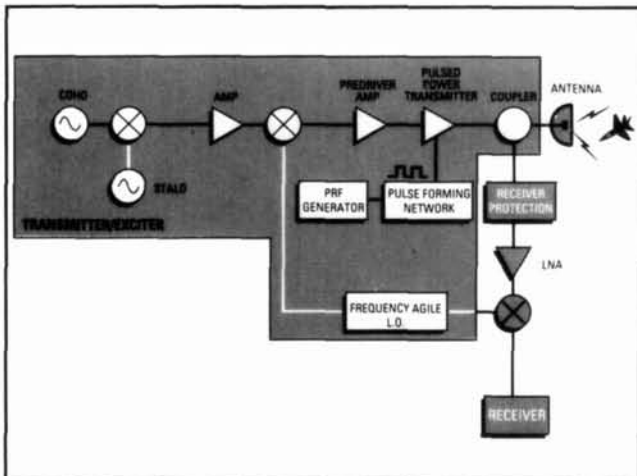 COHO
AMP
PREDRIVER
AMP
PULSED
POWER
TRANSMITTER
COUPLER
ANTENNA
STALO
TRANSMITTER/EXCITER
PRF
GENERATOR
PULSE FORMING
NETWORK
RECEIVER
PROTECTION
LNA
FREQUENCY AGILE
L.O.
RECEIVER